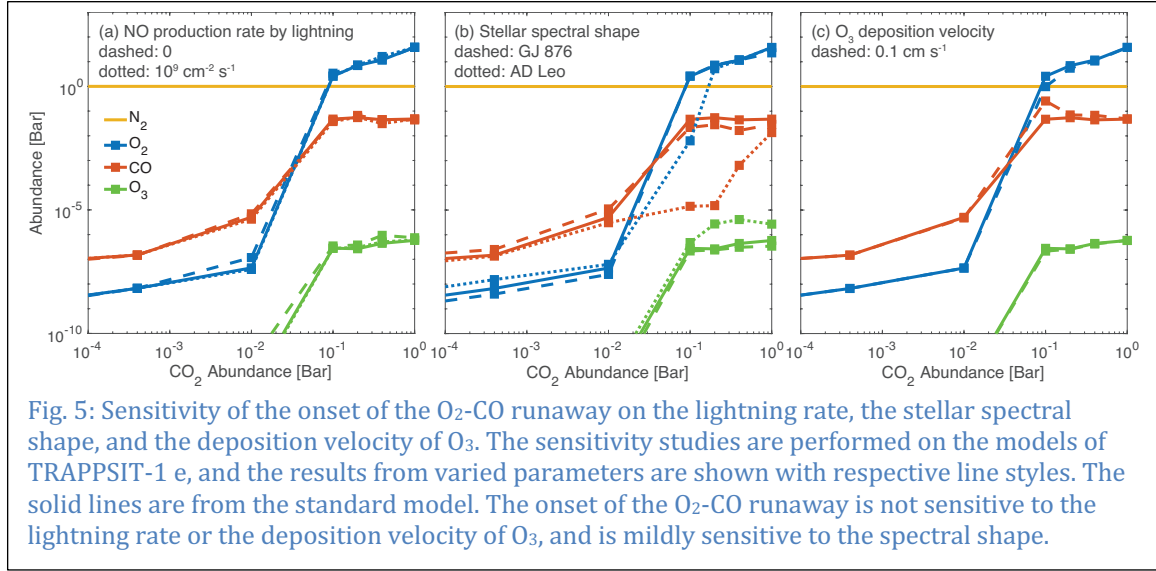 (a) NO production rate by lightning
dashed: 0
dotted: 10⁹ cm⁻² s⁻¹
(b) Stellar spectral shape
dashed: GJ 876
dotted: AD Leo
(c) O₃ deposition velocity
dashed: 0.1 cm s⁻¹
N₂
O₂
CO
O₃
Abundance [Bar]
10⁰
10⁻⁵
10⁻¹⁰
Abundance [Bar]
10⁻⁴ 10⁻³ 10⁻² 10⁻¹ 10⁰
10⁻⁴ 10⁻³ 10⁻² 10⁻¹ 10⁰
10⁻⁴ 10⁻³ 10⁻² 10⁻¹ 10⁰
CO₂ Abundance [Bar]
CO₂ Abundance [Bar]
CO₂ Abundance [Bar]
Fig. 5: Sensitivity of the onset of the O₂-CO runaway on the lightning rate, the stellar spectral
shape, and the deposition velocity of O₃. The sensitivity studies are performed on the models of
TRAPPSIT-1 e, and the results from varied parameters are shown with respective line styles. The
solid lines are from the standard model. The onset of the O₂-CO runaway is not sensitive to the
lightning rate or the deposition velocity of O₃, and is mildly sensitive to the spectral shape.